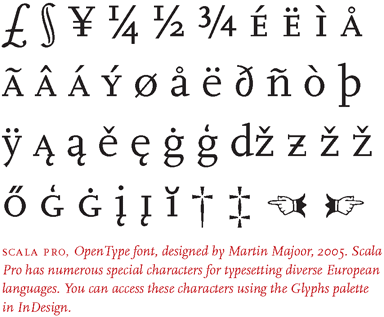 £ § ¥ ¼ ½ ¾ É Ë Ì Å
Ã Â Á Ý ø å ë ð ñ ò þ
ÿ Ą ą ě ę ġ ģ dž ƶ ž ž
ő Ģ Ġ į į ĭ † ‡ ☜ ☞
SCALA PRO, OpenType font, designed by Martin Majoor, 2005. Scala
Pro has numerous special characters for typesetting diverse European
languages. You can access these characters using the Glyphs palette
in InDesign.